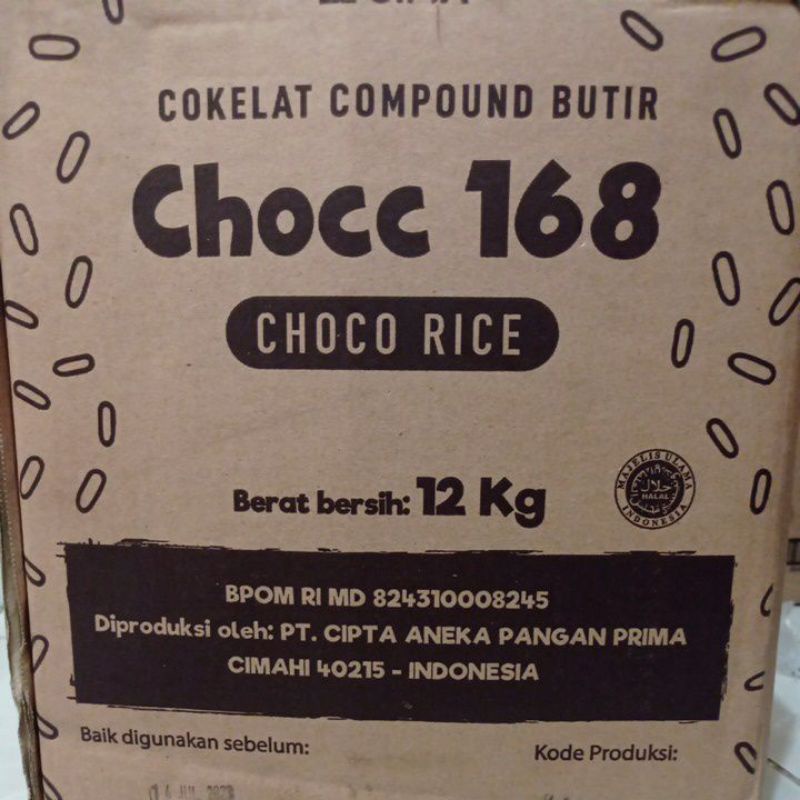 COKELAT COMPOUND BUTIR
Chocc 168
CHOCO RICE
Berat bersih: 12 Kg
MAJELIS ULAMA
حلال
HALAL
INDONESIA
BPOM RI MD 824310008245
Diproduksi oleh: PT. CIPTA ANEKA PANGAN PRIMA
CIMAHI 40215 - INDONESIA
Baik digunakan sebelum:
Kode Produksi: